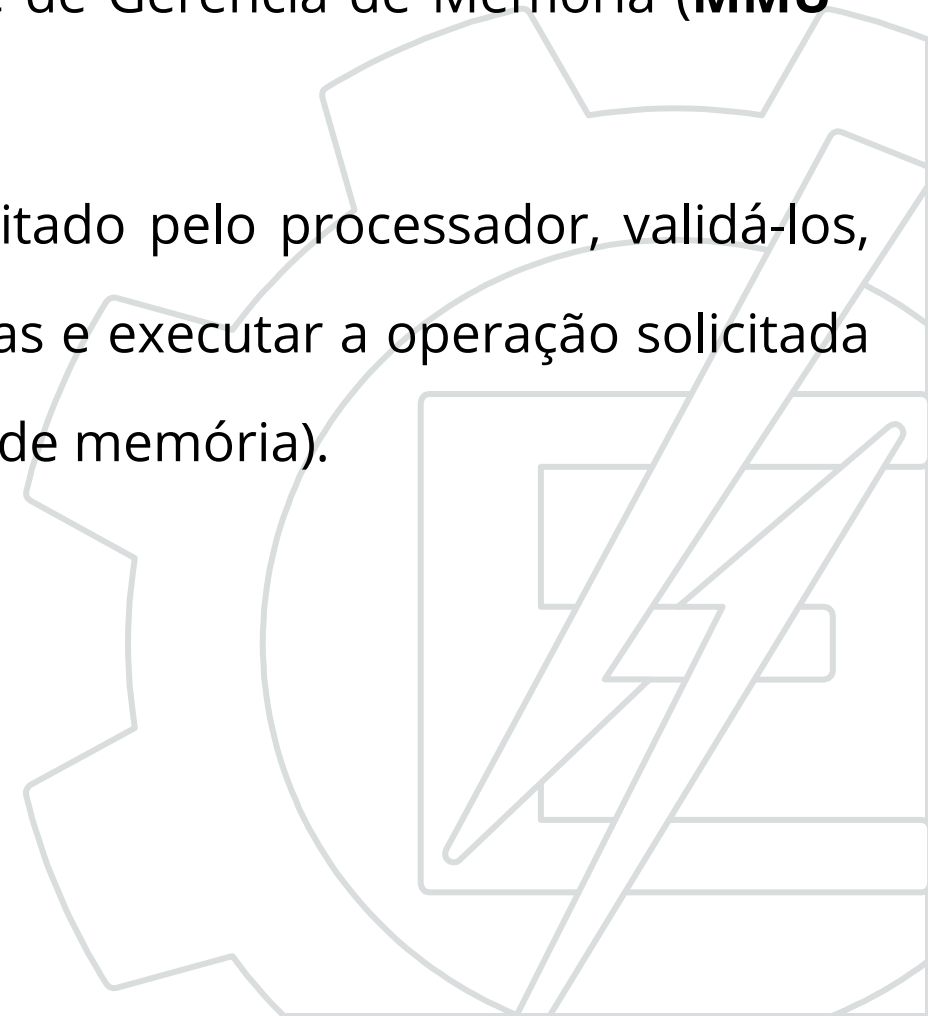 de Gerência de Memória (MMU
itado pelo processador, validá-los,
as e executar a operação solicitada
de memória).